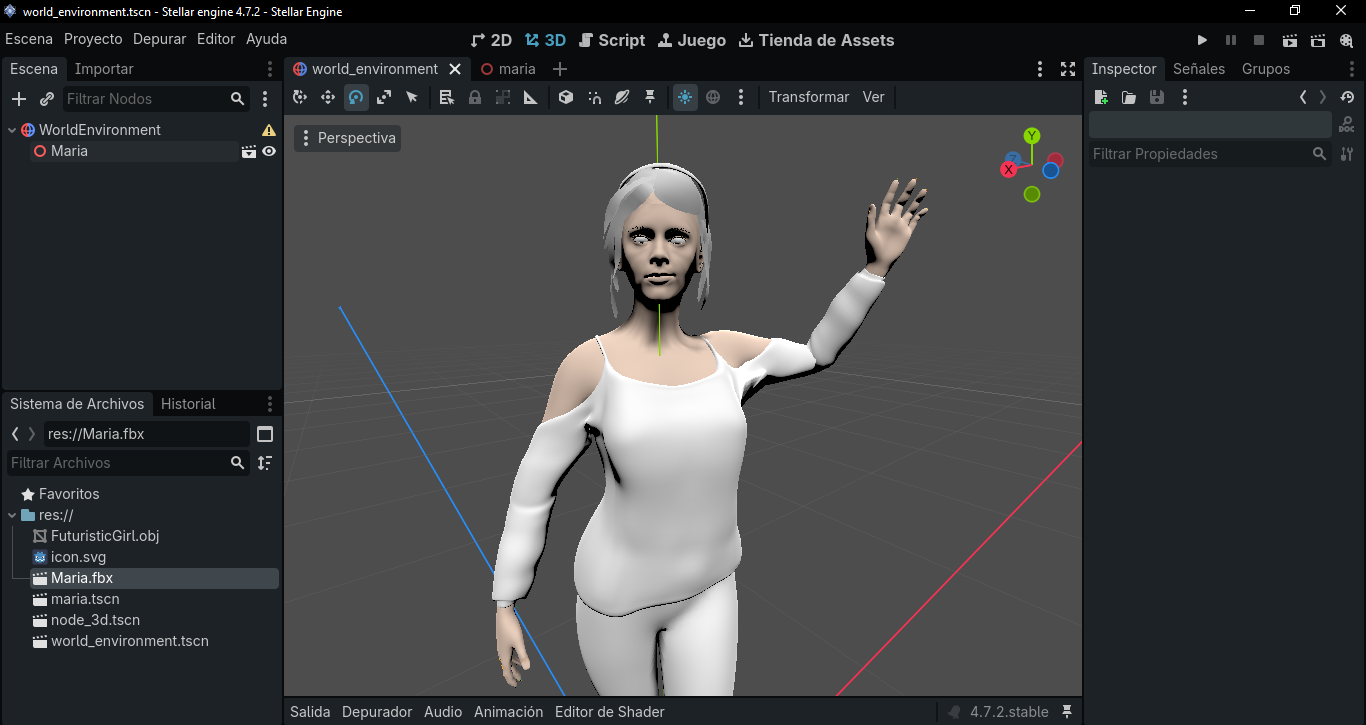 world_environment.tscn - Stellar engine 4.7.2 - Stellar Engine
Escena Proyecto Depurar Editor Ayuda
2D 3D Script Juego Tienda de Assets
Escena Importar
world_environment maria
Inspector Señales Grupos
Filtrar Nodos
Transformar Ver
WorldEnvironment
Maria
Perspectiva
Y
Z
X
Filtrar Propiedades
Sistema de Archivos Historial
res://Maria.fbx
Filtrar Archivos
Favoritos
res://
FuturisticGirl.obj
icon.svg
Maria.fbx
maria.tscn
node_3d.tscn
world_environment.tscn
Salida Depurador Audio Animación Editor de Shader
4.7.2.stable
DOC